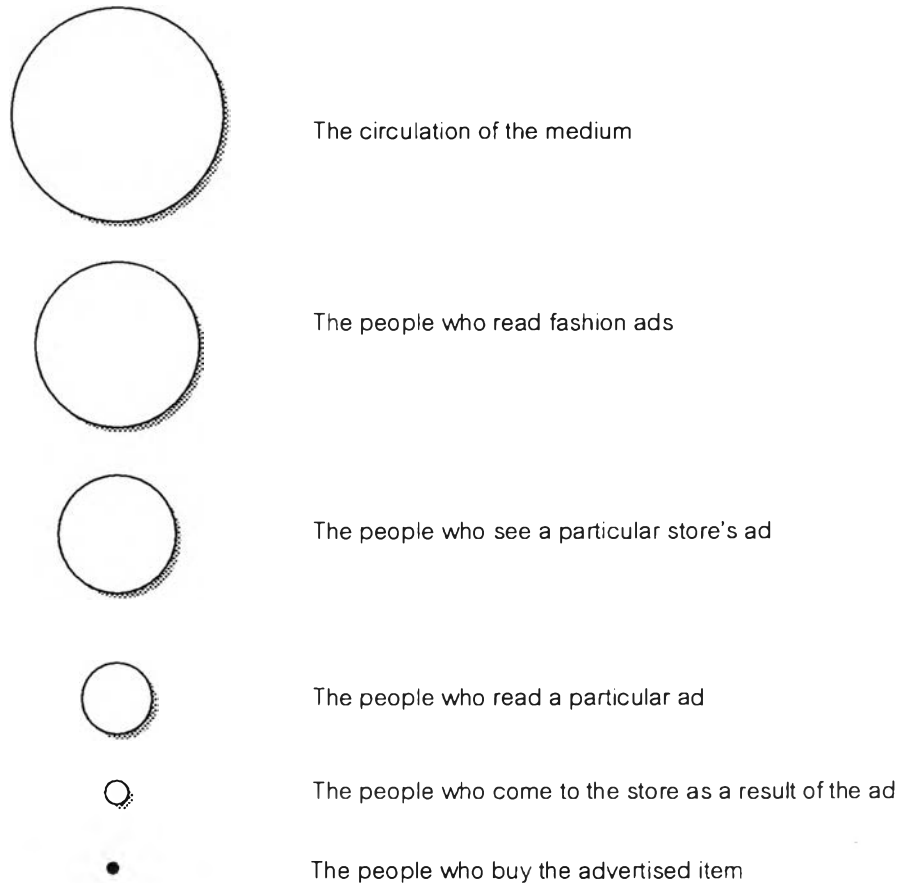 The circulation of the medium
The people who read fashion ads
The people who see a particular store's ad
The people who read a particular ad
The people who come to the store as a result of the ad
The people who buy the advertised item